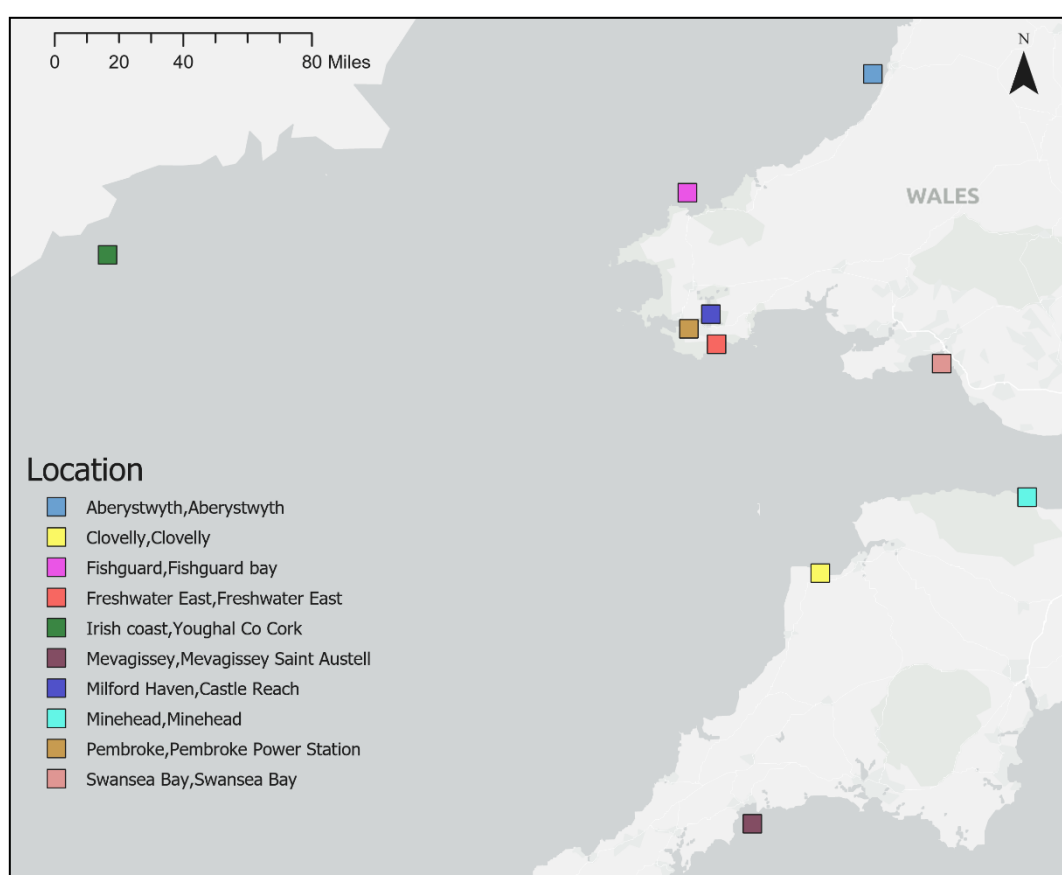 0 20 40 80 Miles
N
WALES
Location
Aberystwyth,Aberystwyth
Clovelly,Clovelly
Fishguard,Fishguard bay
Freshwater East,Freshwater East
Irish coast,Youghal Co Cork
Mevagissey,Mevagissey Saint Austell
Milford Haven,Castle Reach
Minehead,Minehead
Pembroke,Pembroke Power Station
Swansea Bay,Swansea Bay